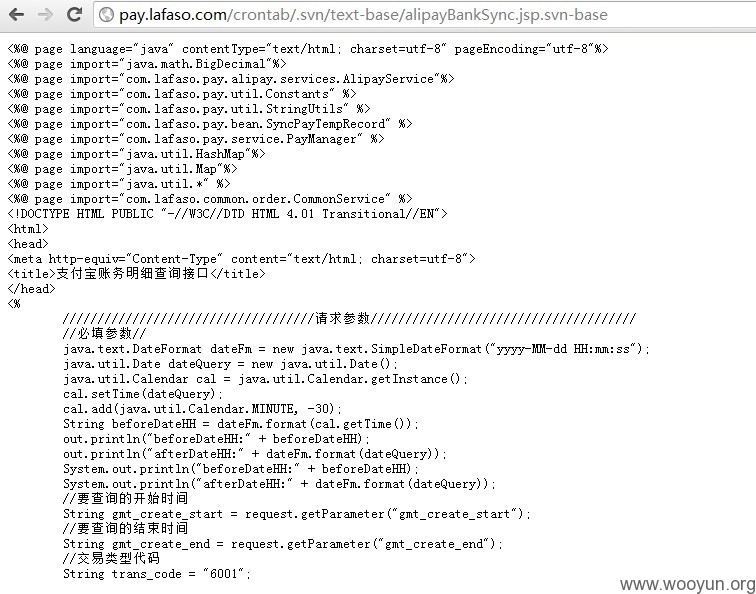 pay.lafaso.com/crontab/.svn/text-base/alipayBankSync.jsp.svn-base
<%@ page language="java" contentType="text/html; charset=utf-8" pageEncoding="utf-8"%>
<%@ page import="java.math.BigDecimal"%>
<%@ page import="com.lafaso.pay.alipay.services.AlipayService"%>
<%@ page import="com.lafaso.pay.util.Constants" %>
<%@ page import="com.lafaso.pay.util.StringUtils" %>
<%@ page import="com.lafaso.pay.bean.SyncPayTempRecord" %>
<%@ page import="com.lafaso.pay.service.PayManager" %>
<%@ page import="java.util.HashMap"%>
<%@ page import="java.util.Map"%>
<%@ page import="java.util.*" %>
<%@ page import="com.lafaso.common.order.CommonService" %>
<!DOCTYPE HTML PUBLIC "-//W3C//DTD HTML 4.01 Transitional//EN">
<html>
<head>
<meta http-equiv="Content-Type" content="text/html; charset=utf-8">
<title>支付宝账务明细查询接口</title>
</head>
<%
////////////////////////////////////请求参数//////////////////////////////////////
//必填参数//
java.text.DateFormat dateFm = new java.text.SimpleDateFormat("yyyy-MM-dd HH:mm:ss");
java.util.Date dateQuery = new java.util.Date();
java.util.Calendar cal = java.util.Calendar.getInstance();
cal.setTime(dateQuery);
cal.add(java.util.Calendar.MINUTE, -30);
String beforeDateHH = dateFm.format(cal.getTime());
out.println("beforeDateHH:" + beforeDateHH);
out.println("afterDateHH:" + dateFm.format(dateQuery));
System.out.println("beforeDateHH:" + beforeDateHH);
System.out.println("afterDateHH:" + dateFm.format(dateQuery));
//要查询的开始时间
String gmt_create_start = request.getParameter("gmt_create_start");
//要查询的结束时间
String gmt_create_end = request.getParameter("gmt_create_end");
//交易类型代码
String trans_code = "6001";
www.wooyun.org